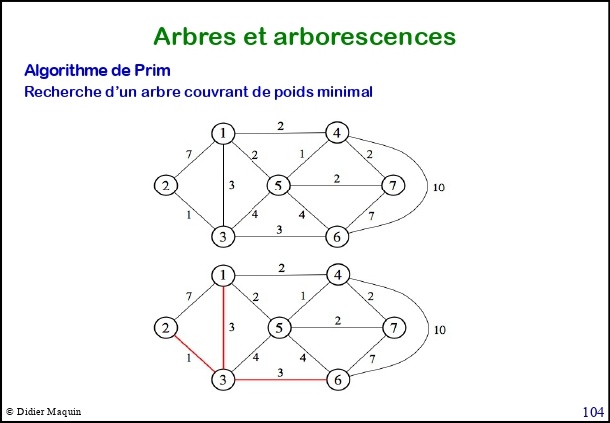 Arbres et arborescences
Algorithme de Prim
Recherche d'un arbre couvrant de poids minimal
1 2 4
7 2 1 2
2 3 5 2 7 10
1 4 4 7
3 3 6
1 2 4
7 2 1 2
2 3 5 2 7 10
1 4 4 7
3 3 6
© Didier Maquin 104